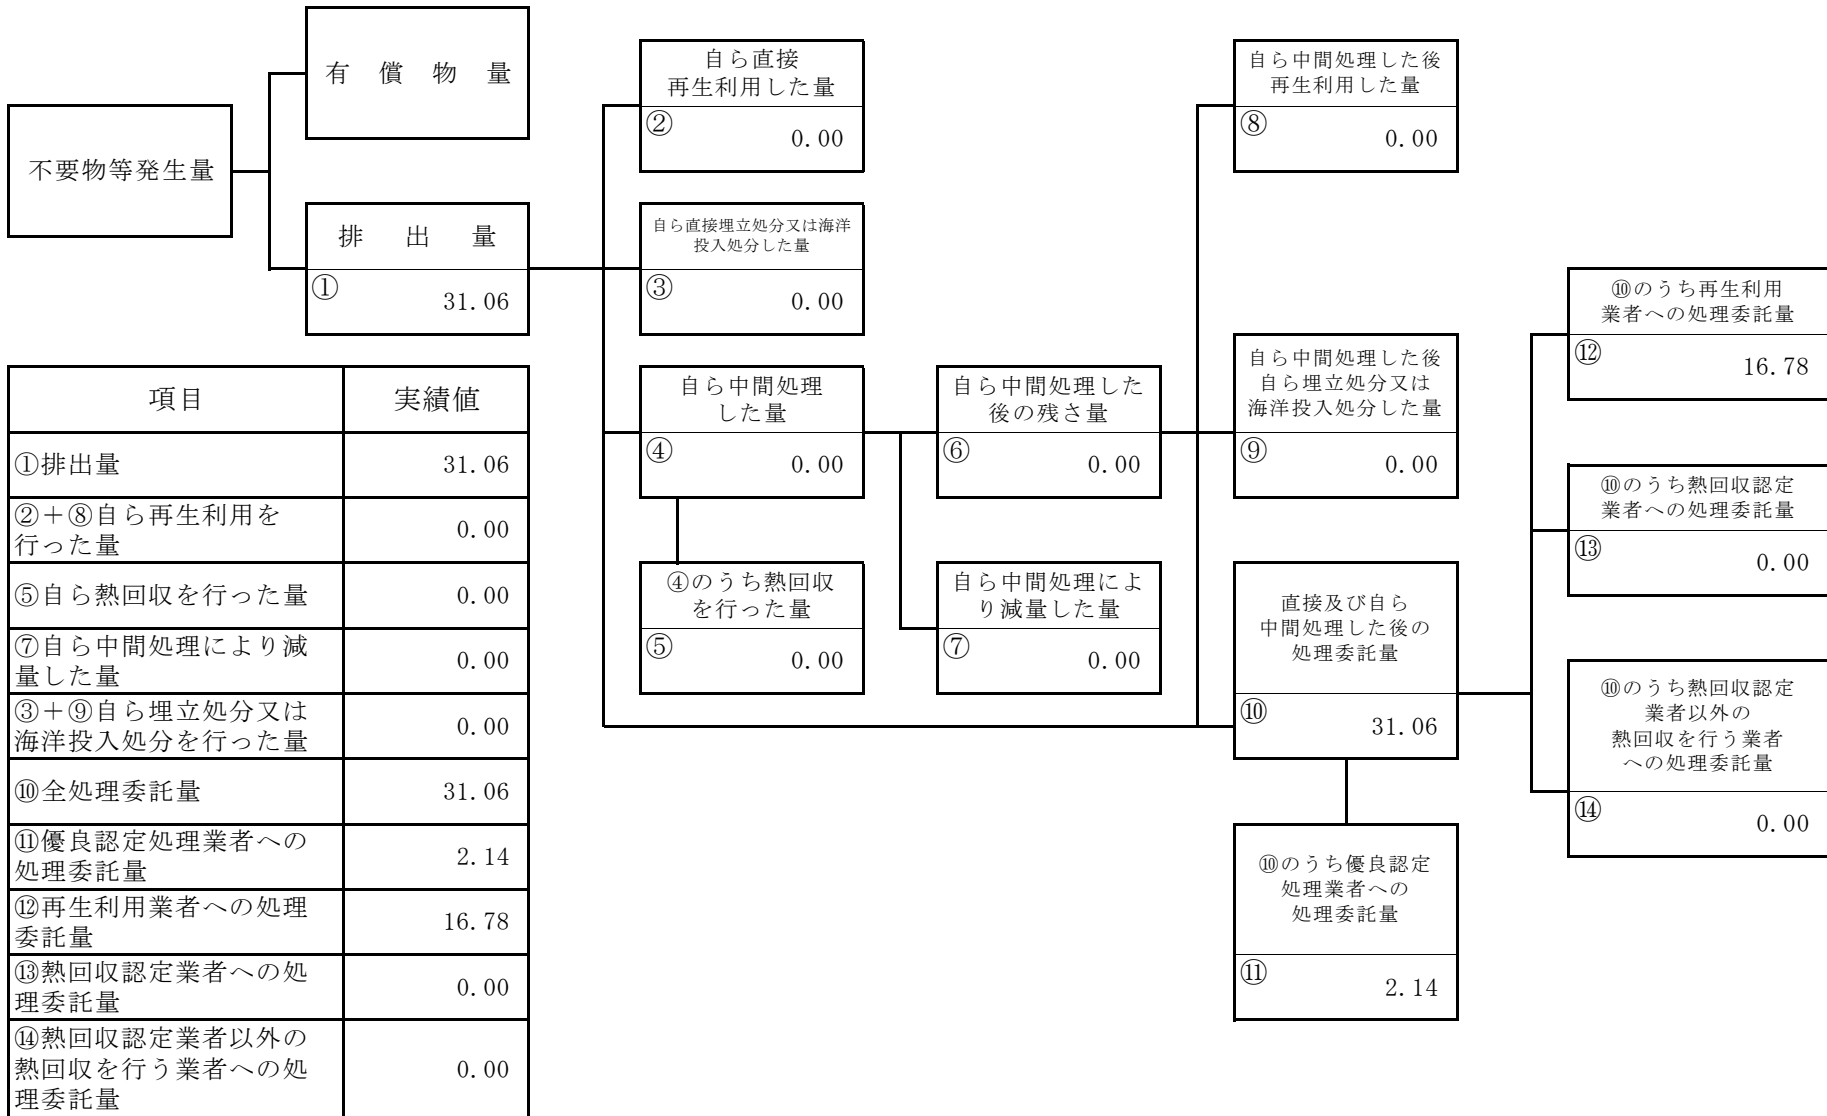 有償物量
不要物等発生量
排出量
①
31.06
自ら直接
再生利用した量
②
0.00
自ら直接埋立処分又は海洋
投入処分した量
③
0.00
自ら中間処理
した量
④
0.00
④のうち熱回収
を行った量
⑤
0.00
自ら中間処理した
後の残さ量
⑥
0.00
自ら中間処理によ
り減量した量
⑦
0.00
自ら中間処理した後
再生利用した量
⑧
0.00
自ら中間処理した後
自ら埋立処分又は
海洋投入処分した量
⑨
0.00
直接及び自ら
中間処理した後の
処理委託量
⑩
31.06
⑩のうち優良認定
処理業者への
処理委託量
⑪
2.14
⑩のうち再生利用
業者への処理委託量
⑫
16.78
⑩のうち熱回収認定
業者への処理委託量
⑬
0.00
⑩のうち熱回収認定
業者以外の
熱回収を行う業者
への処理委託量
⑭
0.00
項目 実績値
①排出量 31.06
②+⑧自ら再生利用を
行った量 0.00
⑤自ら熱回収を行った量 0.00
⑦自ら中間処理により減
量した量 0.00
③+⑨自ら埋立処分又は
海洋投入処分を行った量 0.00
⑩全処理委託量 31.06
⑪優良認定処理業者への
処理委託量 2.14
⑫再生利用業者への処理
委託量 16.78
⑬熱回収認定業者への処
理委託量 0.00
⑭熱回収認定業者以外の
熱回収を行う業者への処
理委託量 0.00